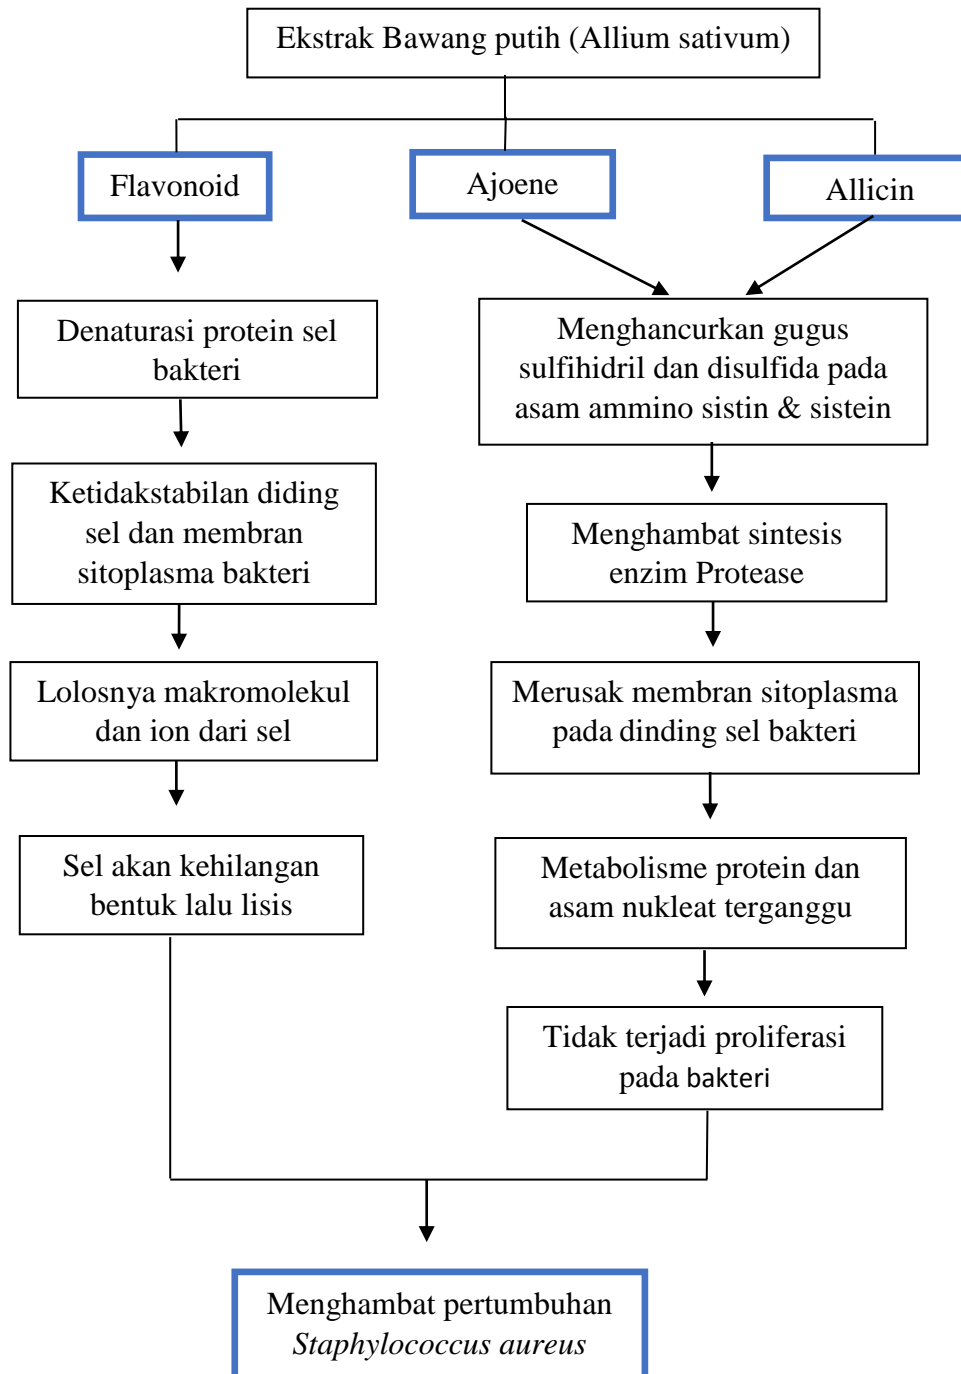 Ekstrak Bawang putih (Allium sativum)
Flavonoid
Ajoene
Allicin
Denaturasi protein sel
bakteri
Ketidakstabilan diding
sel dan membran
sitoplasma bakteri
Lolosnya makromolekul
dan ion dari sel
Sel akan kehilangan
bentuk lalu lisis
Menghancurkan gugus
sulfihidril dan disulfida pada
asam ammino sistin & sistein
Menghambat sintesis
enzim Protease
Merusak membran sitoplasma
pada dinding sel bakteri
Metabolisme protein dan
asam nukleat terganggu
Tidak terjadi proliferasi
pada bakteri
Menghambat pertumbuhan
Staphylococcus aureus